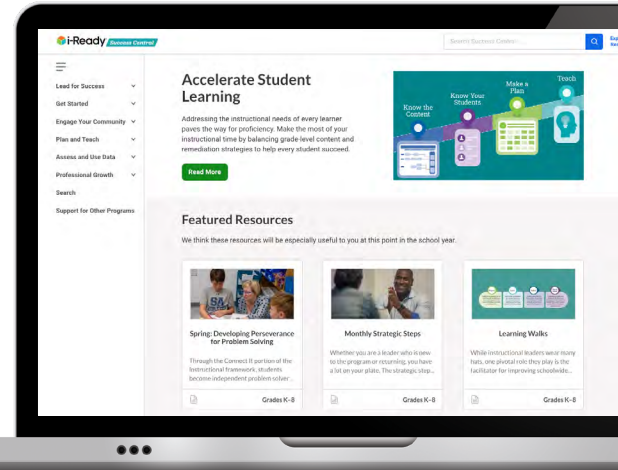 i-Ready Success Central
Search Success Central
Lead for Success
Get Started
Engage Your Community
Plan and Teach
Assess and Use Data
Professional Growth
Search
Support for Other Programs
Accelerate Student
Learning
Addressing the instructional needs of every learner
paves the way for proficiency. Make the most of your
instructional time by balancing grade-level content and
remediation strategies to help every student succeed.
Read More
Know the
Content
Know Your
Students
Make a
Plan
Teach
Featured Resources
We think these resources will be especially useful to you at this point in the school year.
Spring: Developing Perseverance
for Problem Solving
Through the Connect It portion of the
instructional framework, students
become independent problem solver...
Grades K–8
Monthly Strategic Steps
Whether you are a leader who is new
to the program or returning, you have
a lot on your plate. The strategic step...
Grades K–8
Learning Walks
While instructional leaders wear many
hats, one pivotal role they play is the
facilitator for improving schoolwide...
Grades K–8